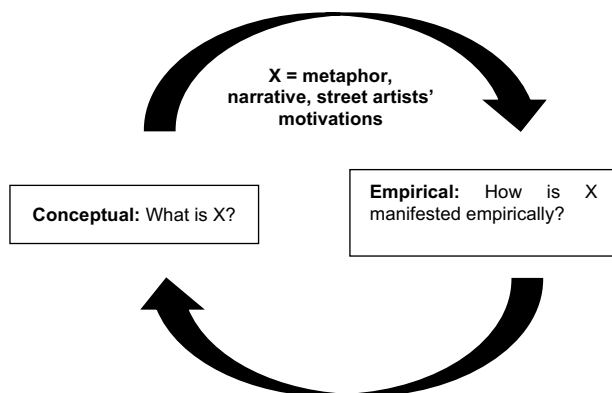 X = metaphor,
narrative, street artists'
motivations
Conceptual: What is X?
Empirical: How is X
manifested empirically?